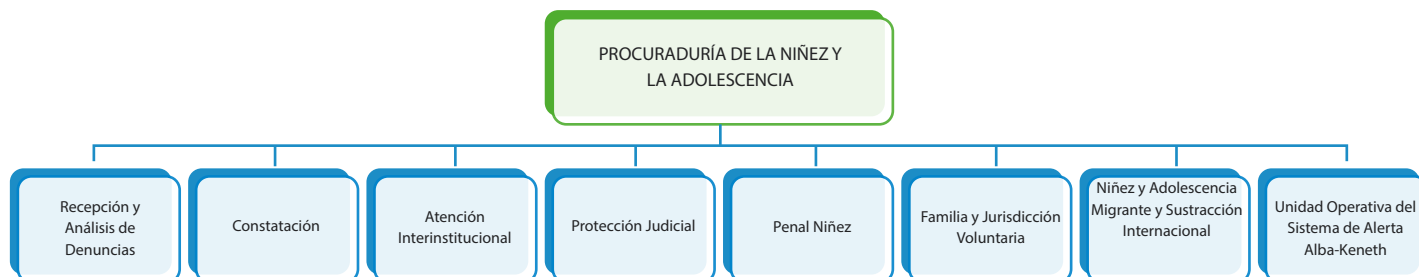 PROCURADURÍA DE LA NIÑEZ Y
LA ADOLESCENCIA
Recepción y
Análisis de
Denuncias
Constatación
Atención
Interinstitucional
Protección Judicial
Penal Niñez
Familia y Jurisdicción
Voluntaria
Niñez y Adolescencia
Migrante y Sustracción
Internacional
Unidad Operativa del
Sistema de Alerta
Alba-Keneth